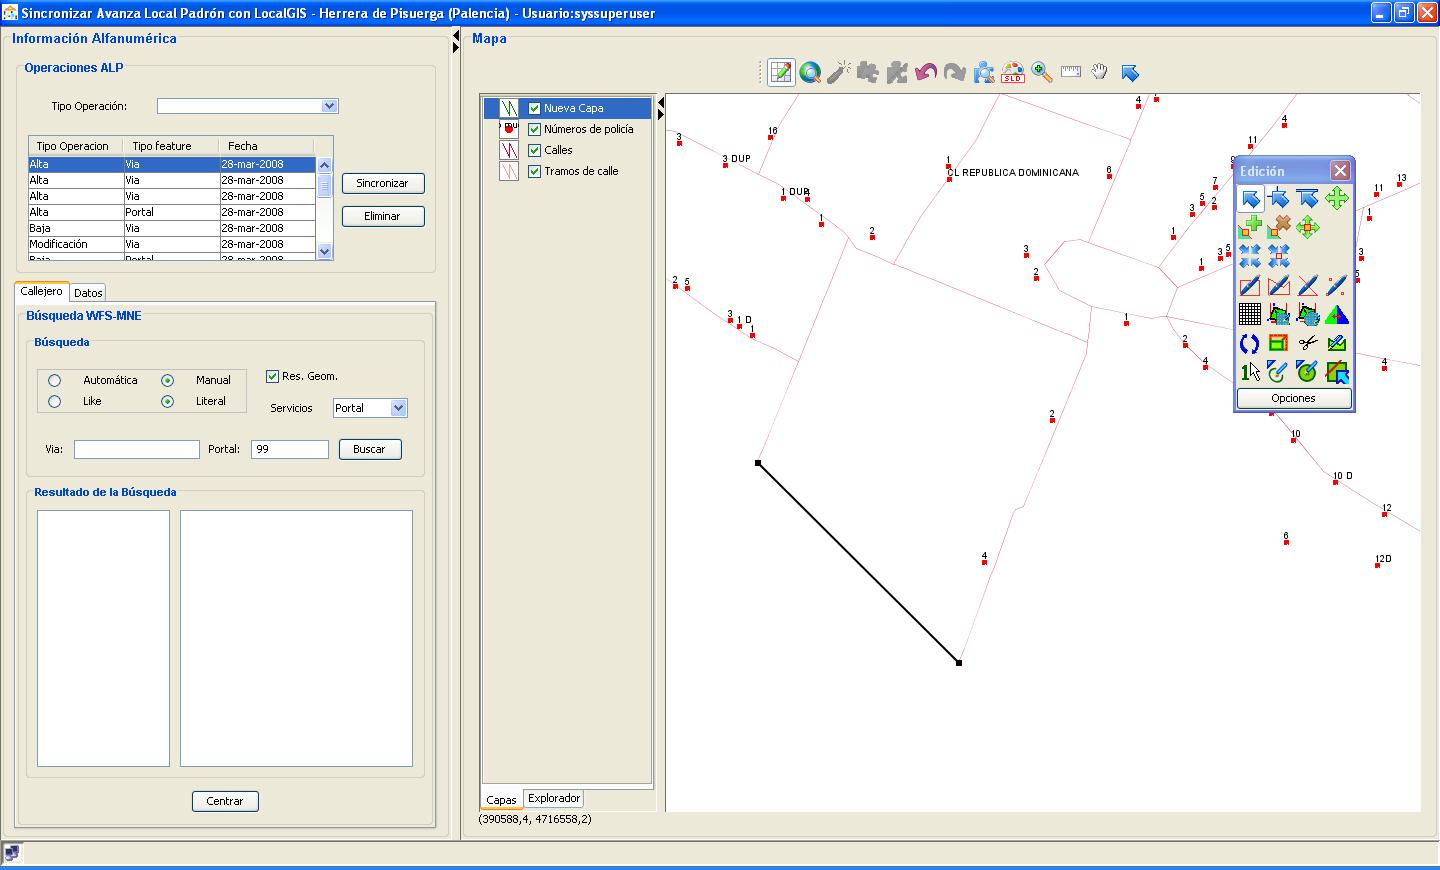 Sincronizar Avanza Local Padrón con LocalGIS - Herrera de Pisuerga (Palencia) - Usuario:syssuperuser
Información Alfanumérica
Operaciones ALP
Tipo Operación:
Tipo Operacion Tipo feature Fecha
Alta Via 28-mar-2008
Alta Via 28-mar-2008
Alta Via 28-mar-2008
Alta Portal 28-mar-2008
Baja Via 28-mar-2008
Modificación Via 28-mar-2008
Baja Portal 28-mar-2008
Sincronizar
Eliminar
Callejero Datos
Búsqueda WFS-MNE
Búsqueda
Automática Manual
Like Literal
Res. Geom.
Servicios Portal
Via: Portal: 99 Buscar
Resultado de la Búsqueda
Centrar
Mapa
SLD
Nueva Capa
Números de policía
Calles
Tramos de calle
Capas Explorador
(390588,4, 4716558,2)
3
16
3 DUP
1 DUP
4
1
2
1
CL REPUBLICA DOMINICANA
6
4
4
11
9
7
5
3
2
1
3
5
1
3
2
13
11
1
3
5
2 5
3
1 D
1
1
2
4
4
2
10
10 D
12
6
12D
4
Edición
1
Opciones